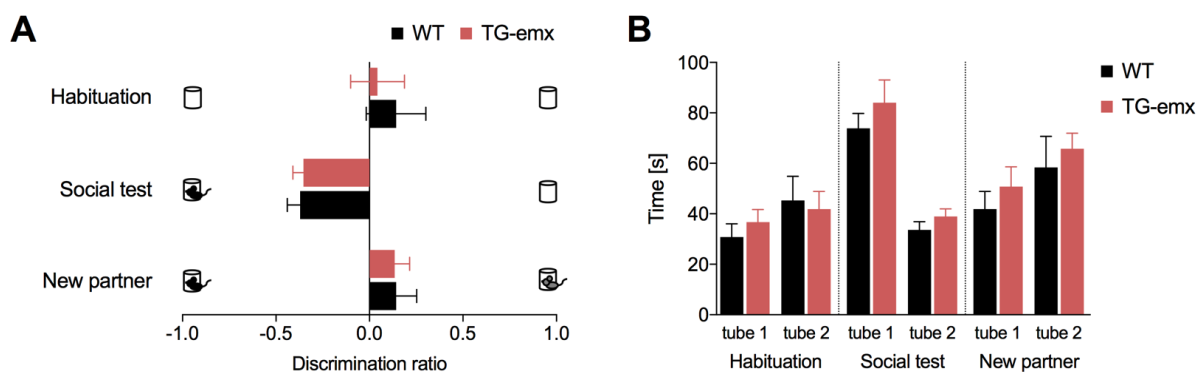 A
WT TG-emx
Habituation
Social test
New partner
-1.0 -0.5 0.0 0.5 1.0
Discrimination ratio
B
WT
TG-emx
Time [s]
100
80
60
40
20
0
tube 1 tube 2 tube 1 tube 2 tube 1 tube 2
Habituation Social test New partner